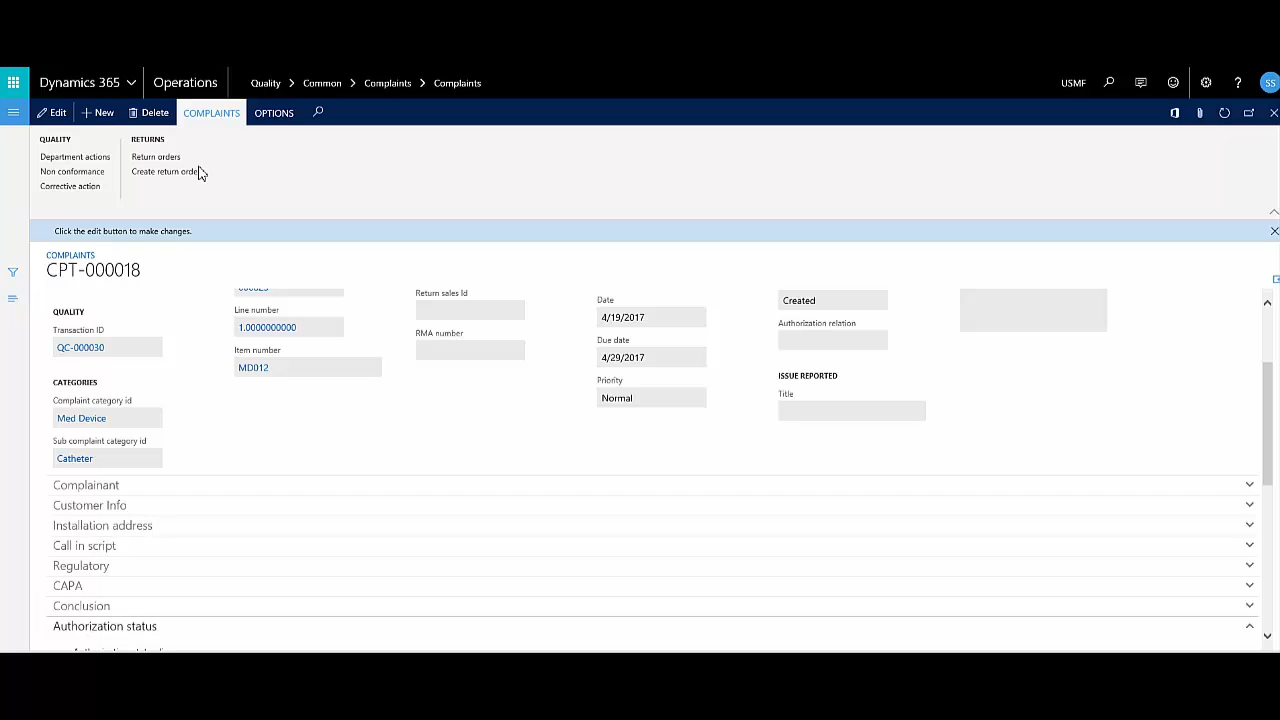 Dynamics 365
Operations
Quality > Common > Complaints > Complaints
USMF
?
SS
Edit
New
Delete
COMPLAINTS
OPTIONS
QUALITY
Department actions
Non conformance
Corrective action
RETURNS
Return orders
Create return order
Click the edit button to make changes.
COMPLAINTS
CPT-000018
QUALITY
Transaction ID
QC-000030
CATEGORIES
Complaint category id
Med Device
Sub complaint category id
Catheter
Line number
1.0000000000
Item number
MD012
Return sales Id
RMA number
Date
4/19/2017
Due date
4/29/2017
Priority
Normal
Created
Authorization relation
ISSUE REPORTED
Title
Complainant
Customer Info
Installation address
Call in script
Regulatory
CAPA
Conclusion
Authorization status